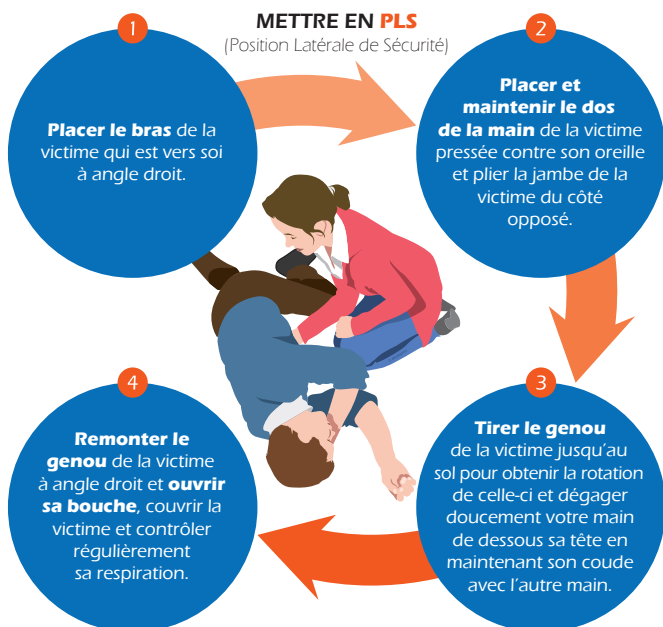 METTRE EN PLS
(Position Latérale de Sécurité)
1
Placer le bras de la
victime qui est vers soi
à angle droit.
2
Placer et
maintenir le dos
de la main de la victime
pressée contre son oreille
et plier la jambe de la
victime du côté
opposé.
3
Tirer le genou
de la victime jusqu'au
sol pour obtenir la rotation
de celle-ci et dégager
doucement votre main
de dessous sa tête en
maintenant son coude
avec l'autre main.
4
Remonter le
genou de la victime
à angle droit et ouvrir
sa bouche, couvrir la
victime et contrôler
régulièrement
sa respiration.